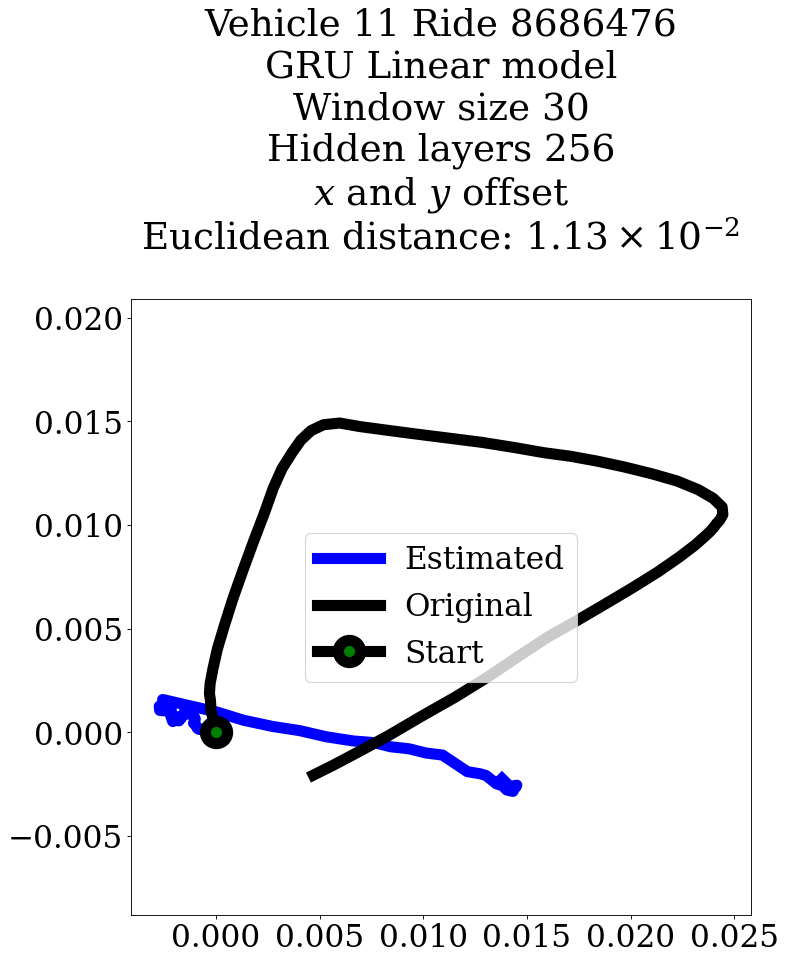 Vehicle 11 Ride 8686476
GRU Linear model
Window size 30
Hidden layers 256
x and y offset
Euclidean distance: 1.13 × 10⁻²
0.020
0.015
0.010
0.005
0.000
−0.005
Estimated
Original
Start
0.000 0.005 0.010 0.015 0.020 0.025